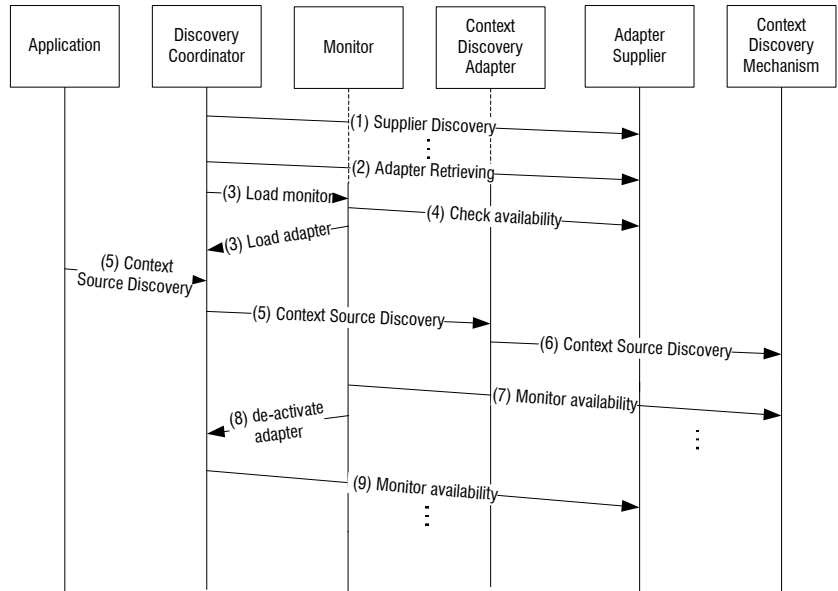 Application
Discovery
Coordinator
Monitor
Context
Discovery
Adapter
Adapter
Supplier
Context
Discovery
Mechanism
(1) Supplier Discovery
(2) Adapter Retrieving
(3) Load monitor
(4) Check availability
(3) Load adapter
(5) Context
Source Discovery
(5) Context Source Discovery
(6) Context Source Discovery
(7) Monitor availability
(8) de-activate
adapter
(9) Monitor availability